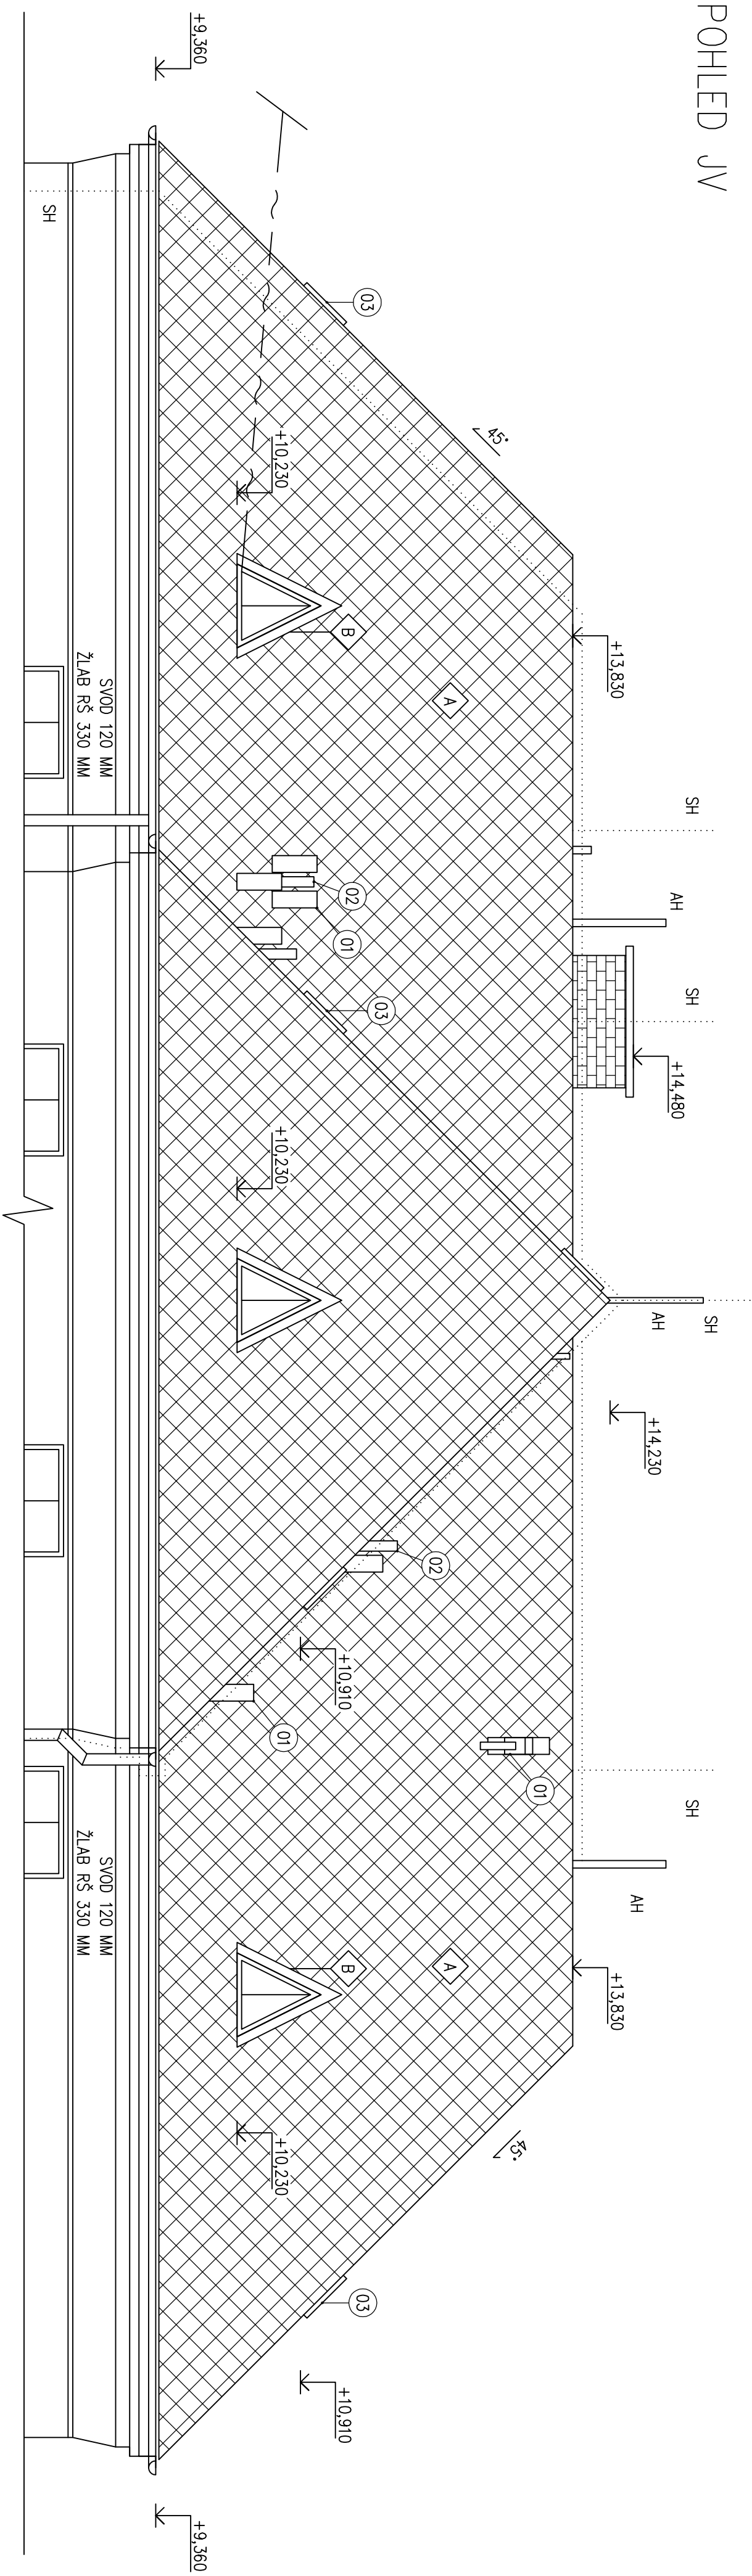 POHLED JV
+9,360
SH
03
45°
+10,230
B
A
+13,830
SVOD 120 MM
ŽLAB RŠ 330 MM
SH
AH
SH
+14,480
02
01
03
+10,230
SH
AH
+14,230
02
+10,910
01
01
SH
AH
SVOD 120 MM
ŽLAB RŠ 330 MM
B
A
+13,830
45°
+10,230
03
+10,910
+9,360